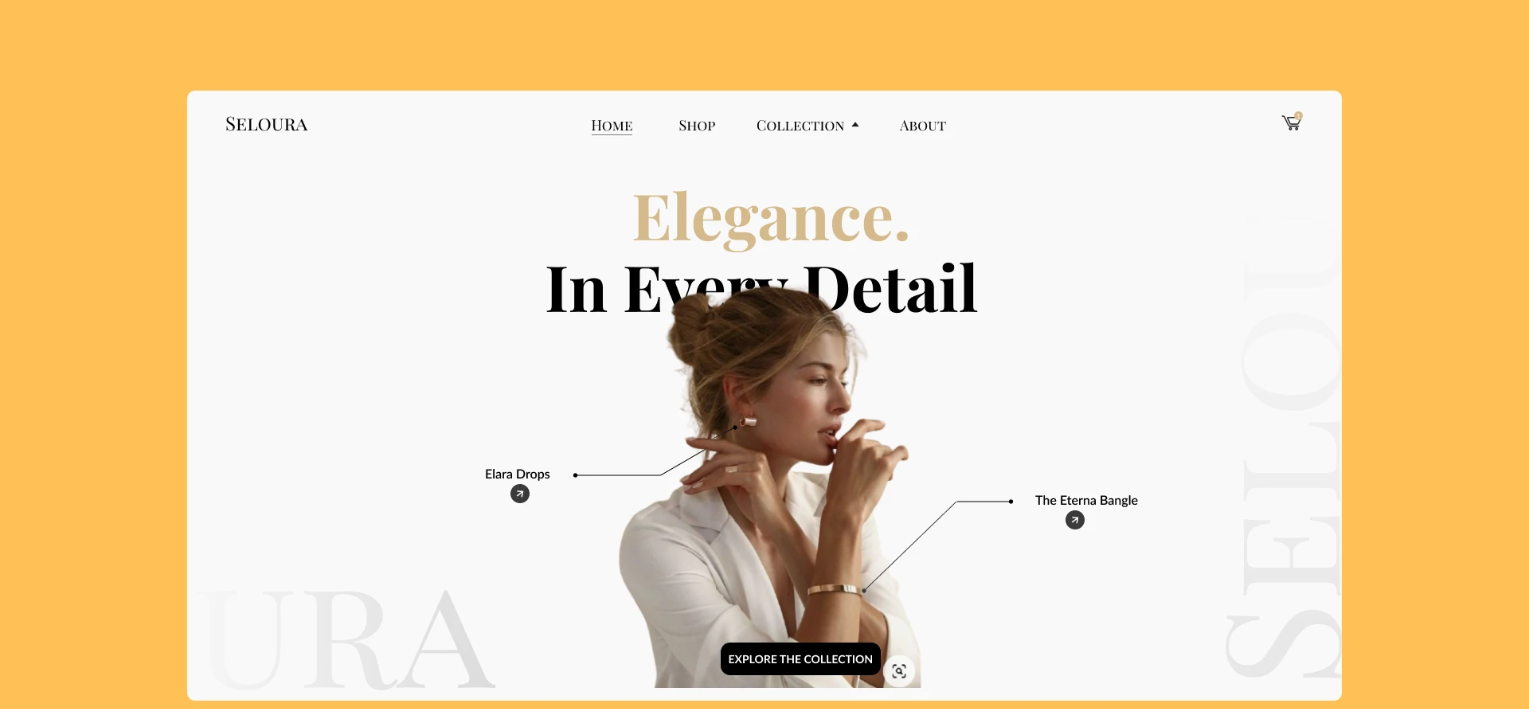 SELOURA
HOME
SHOP
COLLECTION
ABOUT
Elegance.
In Every Detail
Elara Drops
The Eterna Bangle
EXPLORE THE COLLECTION
URA
SELOU